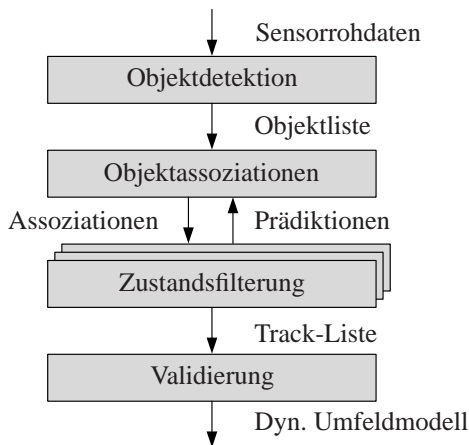 Sensorrohdaten
Objektdetektion
Objektliste
Objektassoziationen
Assoziationen
Prädiktionen
Zustandsfilterung
Track-Liste
Validierung
Dyn. Umfeldmodell